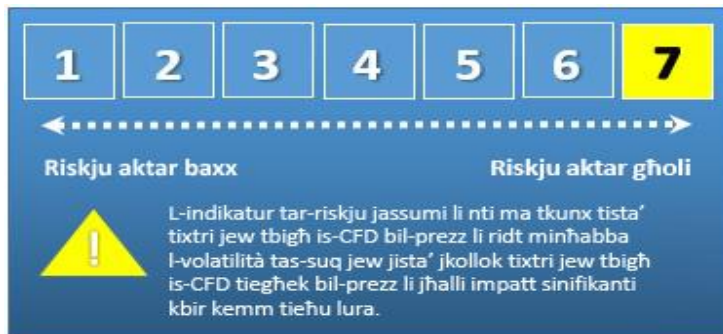 1 2 3 4 5 6 7
Riskju aktar baxx Riskju aktar għoli
!
L-indikatur tar-riskju jassumi li nti ma tkunx tista’
tixtri jew tbigħ is-CFD bil-prezz li ridt minħabba
l-volatilità tas-suq jew jista’ jkollok tixtri jew tbigħ
is-CFD tiegħek bil-prezz li jħalli impatt sinifikanti
kbir kemm tieħu lura.